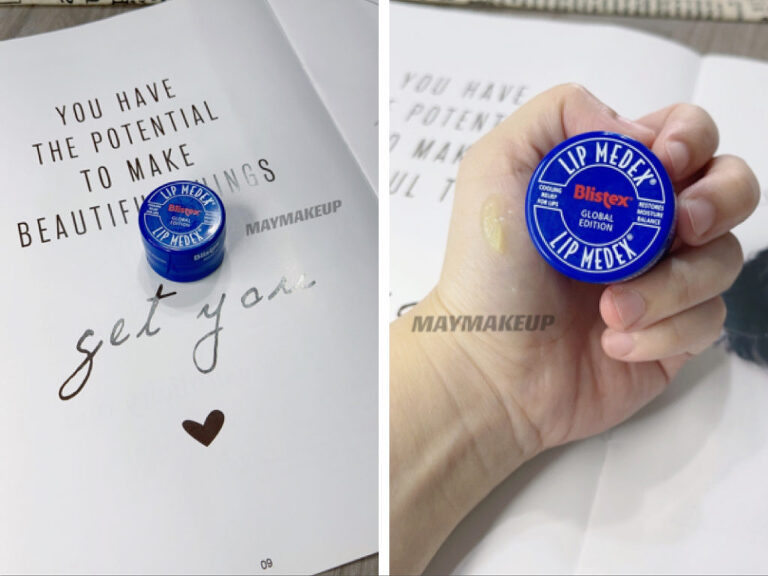 YOU HAVE
THE POTENTIAL
TO MAKE
BEAUTIF
NGS
LIP MEDEX®
Blistex®
GLOBAL
EDITION
LIP MEDEX®
Blistex
MAYMAKEUP
get you
09
YOU HAVE
POTENT
MAK
UL T
LIP MEDEX®
COOLING
RELIEF
FOR LIPS
Blistex®
GLOBAL
EDITION
RESTORES
MOISTURE
BALANCE
LIP MEDEX®
MAYMAKEUP